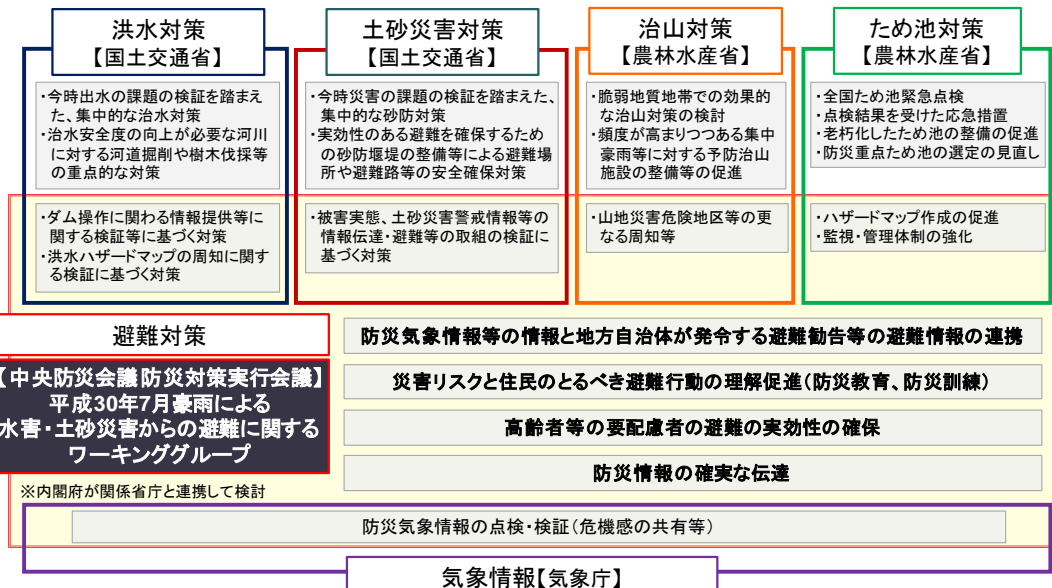 洪水対策
【国土交通省】
・今時出水の課題の検証を踏まえ
た、集中的な治水対策
・治水安全度の向上が必要な河川
に対する河道掘削や樹木伐採等
の重点的な対策
・ダム操作に関わる情報提供等に
関する検証等に基づく対策
・洪水ハザードマップの周知に関す
る検証に基づく対策
土砂災害対策
【国土交通省】
・今時災害の課題の検証を踏まえた、
集中的な砂防対策
・実効性のある避難を確保するため
の砂防堰堤の整備等による避難場
所や避難路等の安全確保対策
・被害実態、土砂災害警戒情報等の
情報伝達・避難等の取組の検証に
基づく対策
治山対策
【農林水産省】
・脆弱地質地帯での効果的
な治山対策の検討
・頻度が高まりつつある集中
豪雨等に対する予防治山
施設の整備等の促進
・山地災害危険地区等の更
なる周知等
ため池対策
【農林水産省】
・全国ため池緊急点検
・点検結果を受けた応急措置
・老朽化したため池の整備の促進
・防災重点ため池の選定の見直し
・ハザードマップ作成の促進
・監視・管理体制の強化
避難対策
【中央防災会議 防災対策実行会議】
平成30年7月豪雨による
水害・土砂災害からの避難に関する
ワーキンググループ
※内閣府が関係省庁と連携して検討
防災気象情報等の情報と地方自治体が発令する避難勧告等の避難情報の連携
災害リスクと住民のとるべき避難行動の理解促進（防災教育、防災訓練）
高齢者等の要配慮者の避難の実効性の確保
防災情報の確実な伝達
防災気象情報の点検・検証（危機感の共有等）
気象情報【気象庁】